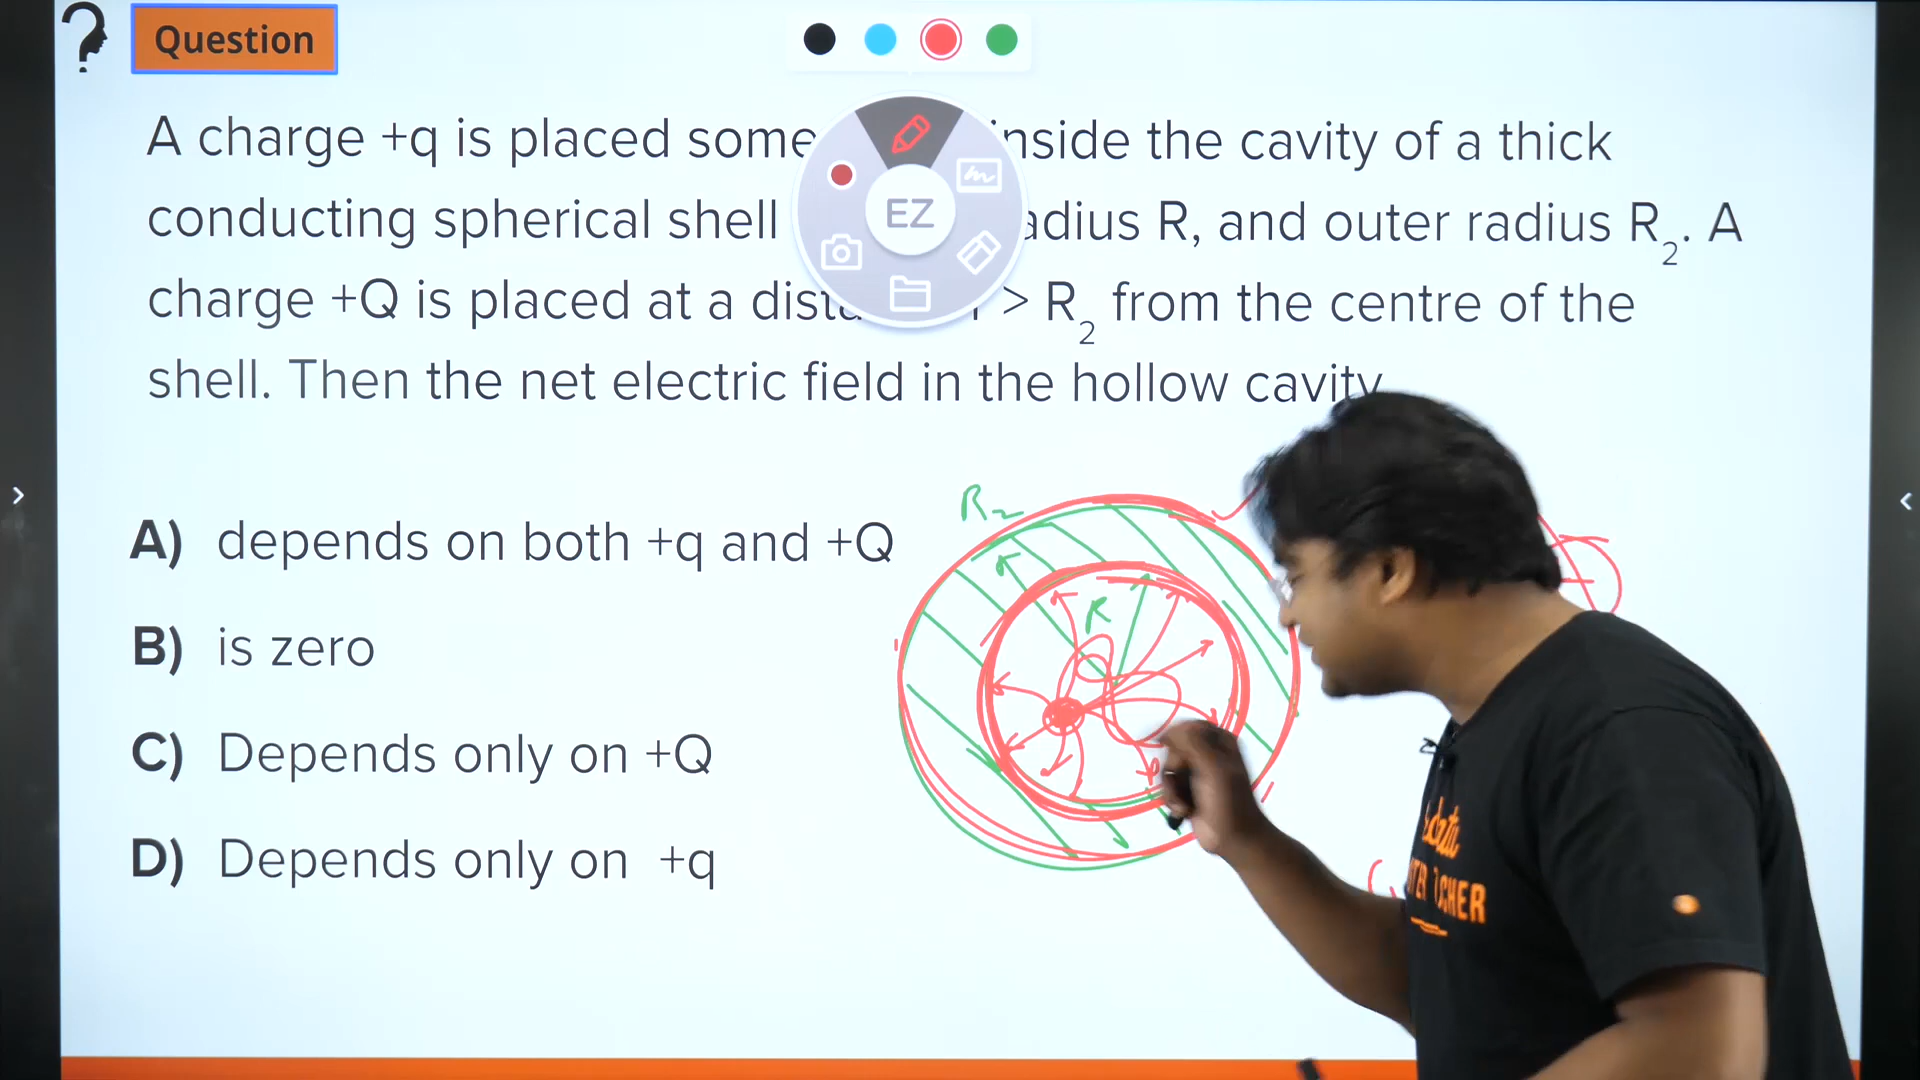 Question
A charge +q is placed some inside the cavity of a thick
conducting spherical shell adius R, and outer radius R₂. A
charge +Q is placed at a dist > R₂ from the centre of the
shell. Then the net electric field in the hollow cavity
EZ
A) depends on both +q and +Q
B) is zero
C) Depends only on +Q
D) Depends only on +q
R₂
R